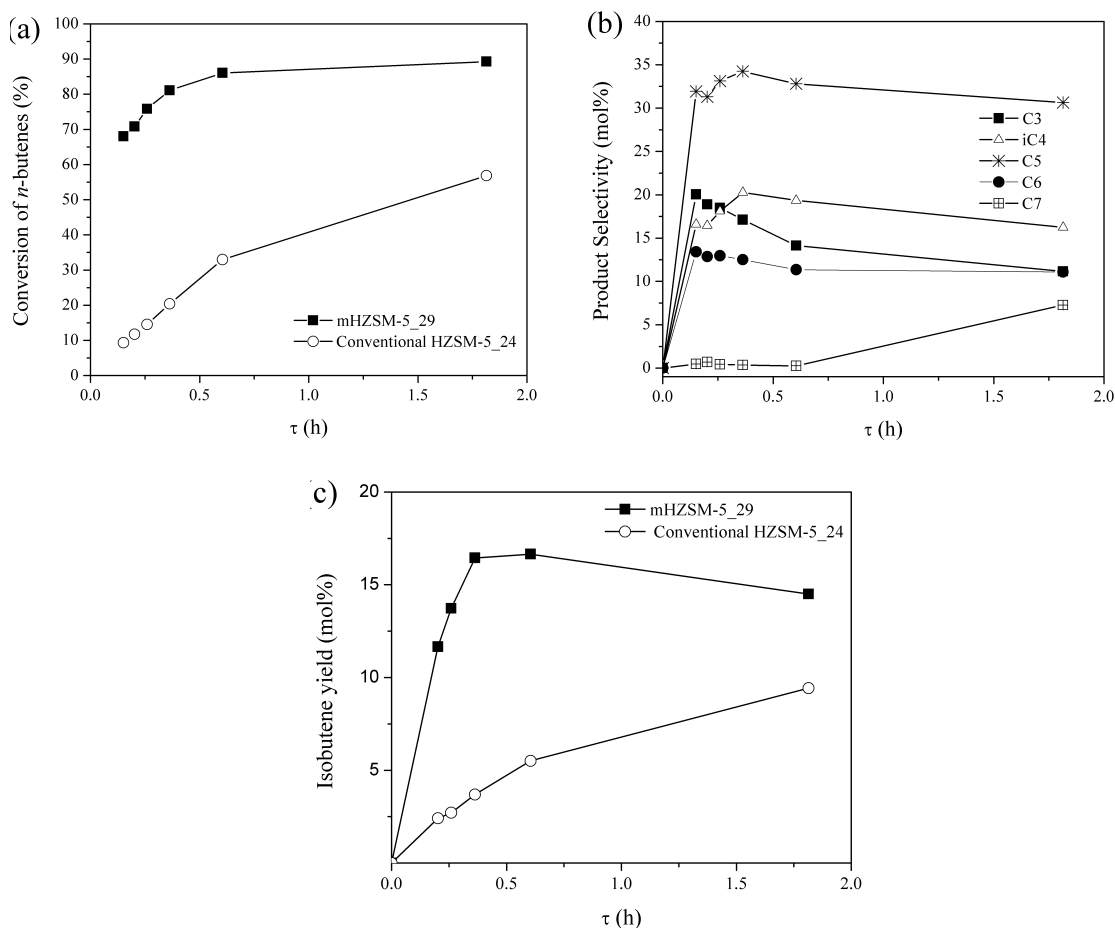 (a)
100
90
80
70
60
50
40
30
20
10
0
Conversion of n-butenes (%)
mHZSM-5_29
Conventional HZSM-5_24
0.0 0.5 1.0 1.5 2.0
τ (h)
(b)
40
35
30
25
20
15
10
5
0
Product Selectivity (mol%)
C3
iC4
C5
C6
C7
0.0 0.5 1.0 1.5 2.0
τ (h)
c)
20
15
10
5
Isobutene yield (mol%)
mHZSM-5_29
Conventional HZSM-5_24
0.0 0.5 1.0 1.5 2.0
τ (h)